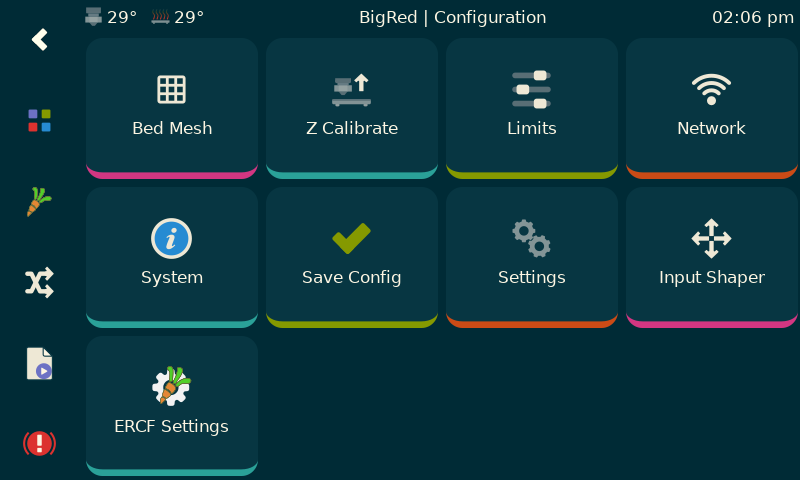 29° 29° BigRed | Configuration 02:06 pm
Bed Mesh Z Calibrate Limits Network
System Save Config Settings Input Shaper
ERCF Settings